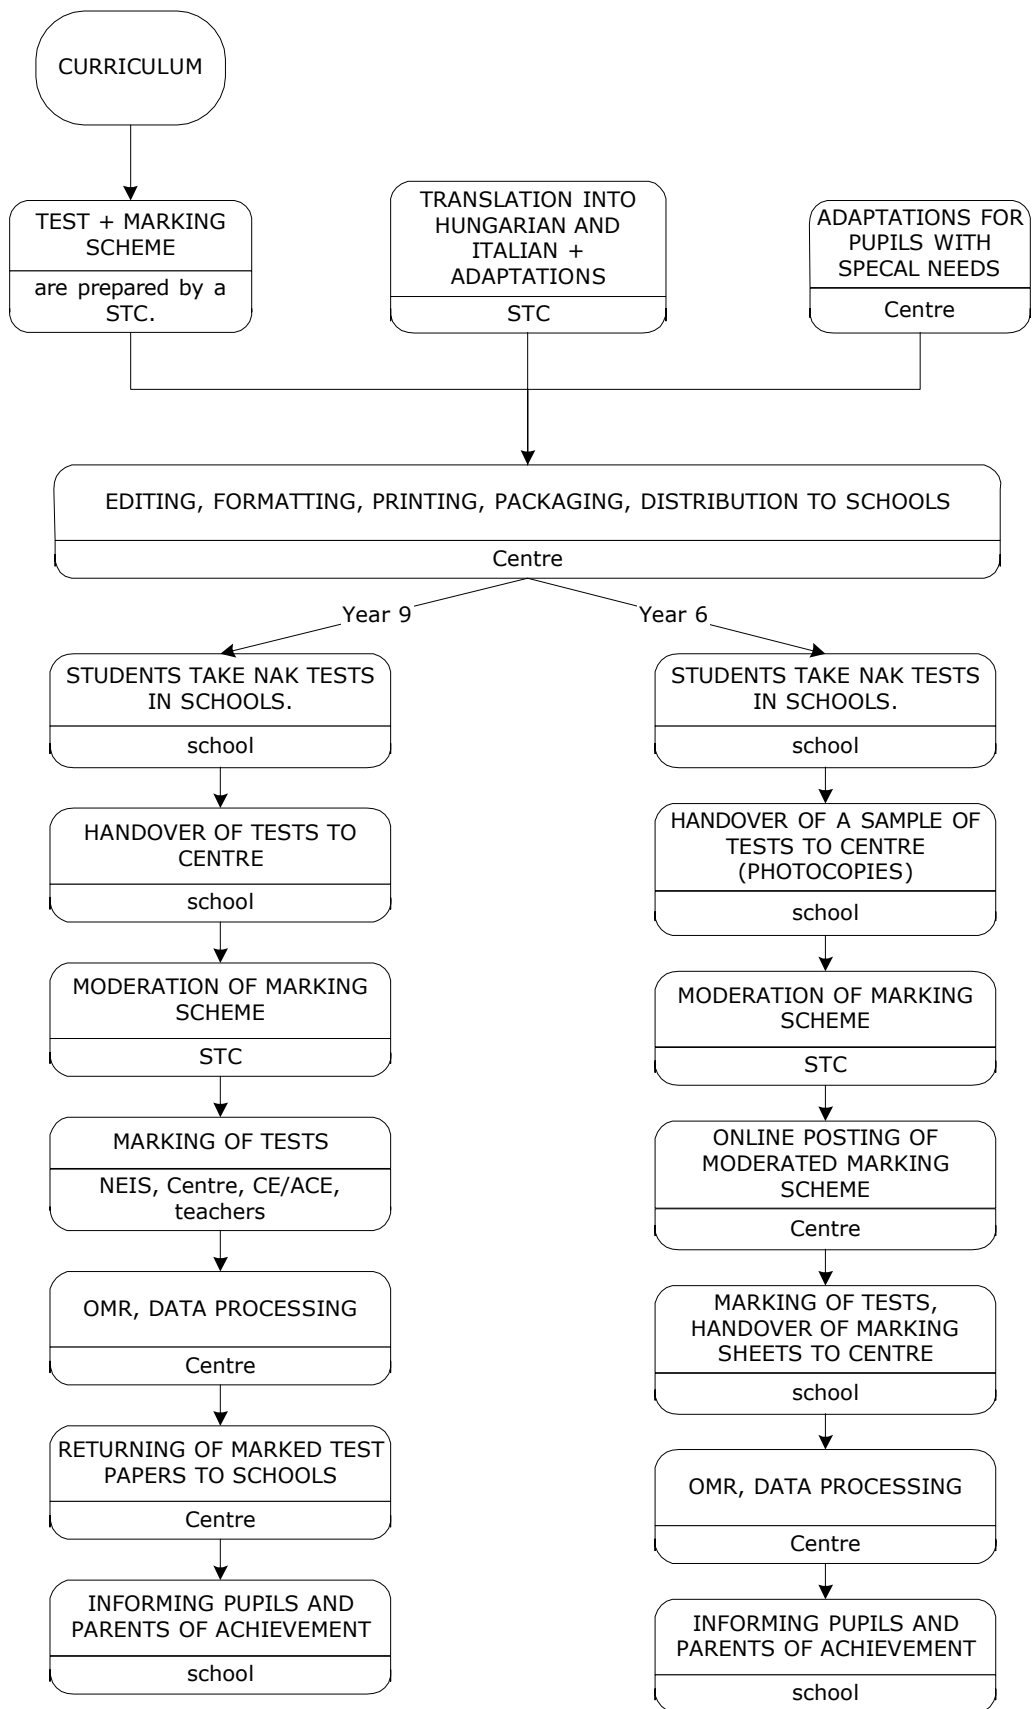 CURRICULUM
TEST + MARKING
SCHEME
are prepared by a
STC.
TRANSLATION INTO
HUNGARIAN AND
ITALIAN +
ADAPTATIONS
STC
ADAPTATIONS FOR
PUPILS WITH
SPECAL NEEDS
Centre
EDITING, FORMATTING, PRINTING, PACKAGING, DISTRIBUTION TO SCHOOLS
Centre
Year 9
Year 6
STUDENTS TAKE NAK TESTS
IN SCHOOLS.
school
HANDOVER OF TESTS TO
CENTRE
school
MODERATION OF MARKING
SCHEME
STC
MARKING OF TESTS
NEIS, Centre, CE/ACE,
teachers
OMR, DATA PROCESSING
Centre
RETURNING OF MARKED TEST
PAPERS TO SCHOOLS
Centre
INFORMING PUPILS AND
PARENTS OF ACHIEVEMENT
school
STUDENTS TAKE NAK TESTS
IN SCHOOLS.
school
HANDOVER OF A SAMPLE OF
TESTS TO CENTRE
(PHOTOCOPIES)
school
MODERATION OF MARKING
SCHEME
STC
ONLINE POSTING OF
MODERATED MARKING
SCHEME
Centre
MARKING OF TESTS,
HANDOVER OF MARKING
SHEETS TO CENTRE
school
OMR, DATA PROCESSING
Centre
INFORMING PUPILS AND
PARENTS OF ACHIEVEMENT
school